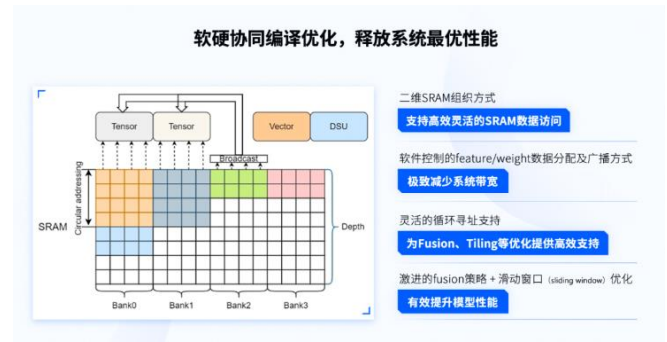 软硬协同编译优化，释放系统最优性能
Tensor
Tensor
Vector
DSU
Broadcast
Circular addressing
SRAM
Depth
Bank0
Bank1
Bank2
Bank3
二维SRAM组织方式
支持高效灵活的SRAM数据访问
软件控制的feature/weight数据分配及广播方式
极致减少系统带宽
灵活的循环寻址支持
为Fusion、Tiling等优化提供高效支持
激进的fusion策略 + 滑动窗口（sliding window）优化
有效提升模型性能